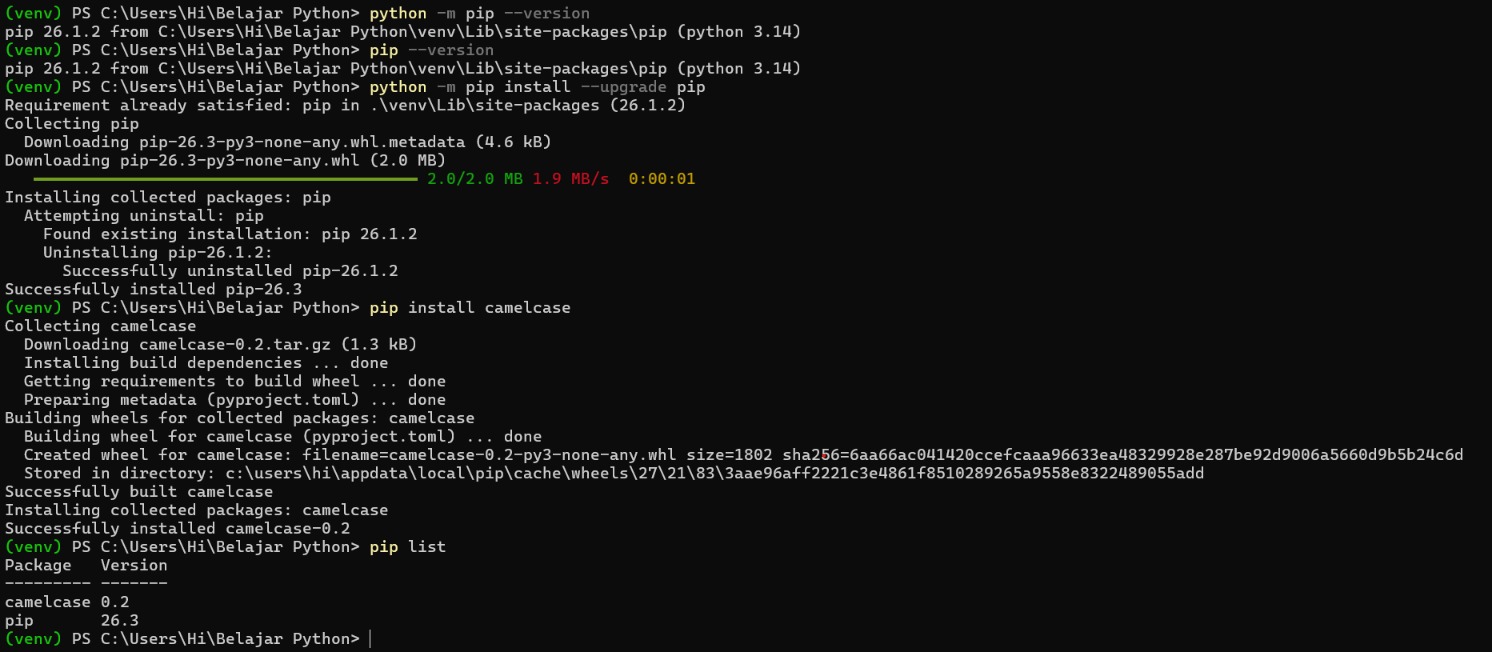 (venv) PS C:\Users\Hi\Belajar Python> python -m pip --version
pip 26.1.2 from C:\Users\Hi\Belajar Python\venv\Lib\site-packages\pip (python 3.14)
(venv) PS C:\Users\Hi\Belajar Python> pip --version
pip 26.1.2 from C:\Users\Hi\Belajar Python\venv\Lib\site-packages\pip (python 3.14)
(venv) PS C:\Users\Hi\Belajar Python> python -m pip install --upgrade pip
Requirement already satisfied: pip in .\venv\Lib\site-packages (26.1.2)
Collecting pip
  Downloading pip-26.3-py3-none-any.whl.metadata (4.6 kB)
Downloading pip-26.3-py3-none-any.whl (2.0 MB)
2.0/2.0 MB 1.9 MB/s  0:00:01
Installing collected packages: pip
  Attempting uninstall: pip
    Found existing installation: pip 26.1.2
    Uninstalling pip-26.1.2:
      Successfully uninstalled pip-26.1.2
Successfully installed pip-26.3
(venv) PS C:\Users\Hi\Belajar Python> pip install camelcase
Collecting camelcase
  Downloading camelcase-0.2.tar.gz (1.3 kB)
  Installing build dependencies ... done
  Getting requirements to build wheel ... done
  Preparing metadata (pyproject.toml) ... done
Building wheels for collected packages: camelcase
  Building wheel for camelcase (pyproject.toml) ... done
  Created wheel for camelcase: filename=camelcase-0.2-py3-none-any.whl size=1802 sha256=6aa66ac041420ccefcaaa96633ea48329928e287be92d9006a5660d9b5b24c6d
  Stored in directory: c:\users\hi\appdata\local\pip\cache\wheels\27\21\83\3aae96aff2221c3e4861f8510289265a9558e8322489055add
Successfully built camelcase
Installing collected packages: camelcase
Successfully installed camelcase-0.2
(venv) PS C:\Users\Hi\Belajar Python> pip list
Package   Version
--------- -------
camelcase 0.2
pip       26.3
(venv) PS C:\Users\Hi\Belajar Python>